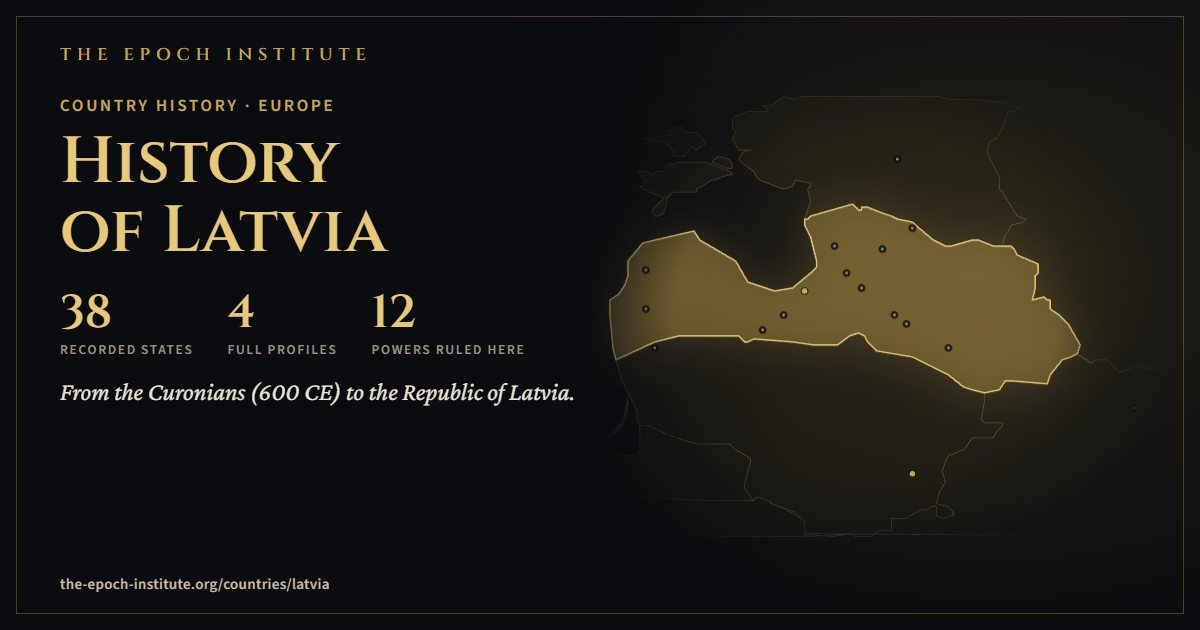 THE EPOCH INSTITUTE
COUNTRY HISTORY · EUROPE
HISTORY
OF LATVIA
38 4 12
RECORDED STATES FULL PROFILES POWERS RULED HERE
From the Curonians (600 CE) to the Republic of Latvia.
the-epoch-institute.org/countries/latvia